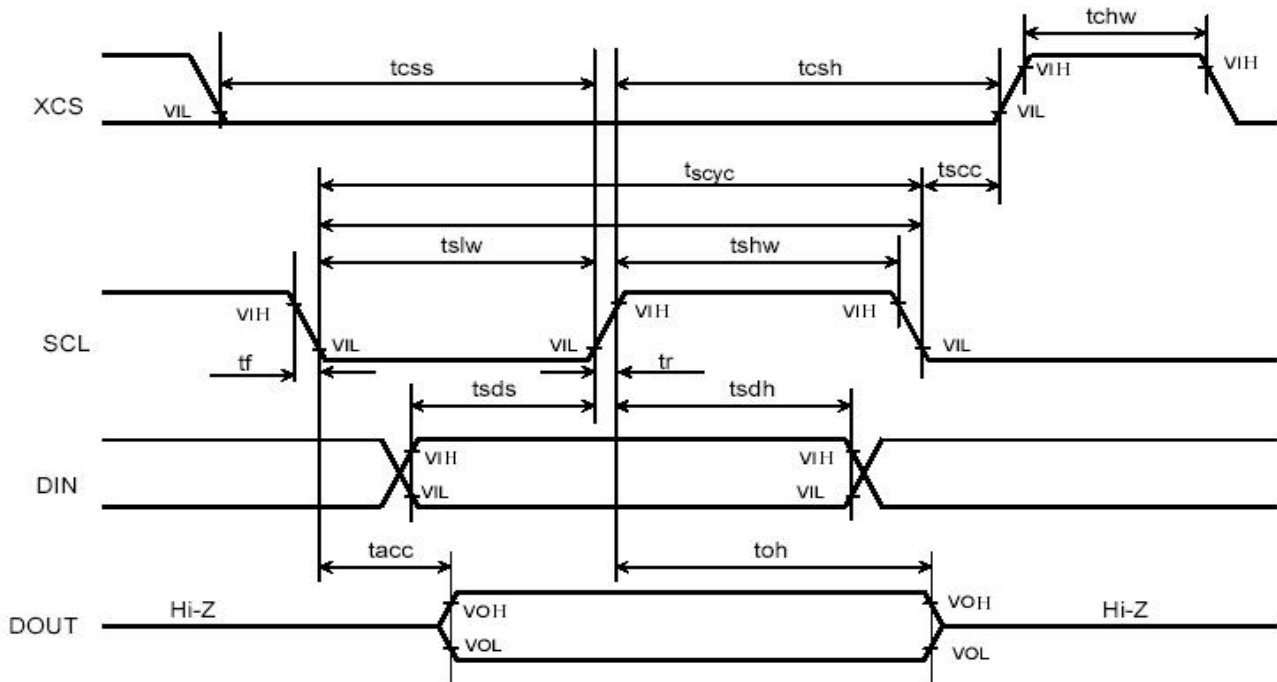 tchw
tcss
tcsh
VIH
VIH
XCS
VIL
VIL
tscyc
tscc
tslw
tshw
VIH
VIH
VIH
SCL
VIL
VIL
VIL
tf
tr
tsds
tsdh
VIH
VIH
DIN
VIL
VIL
tacc
toh
Hi-Z
VOH
VOH
Hi-Z
DOUT
VOL
VOL